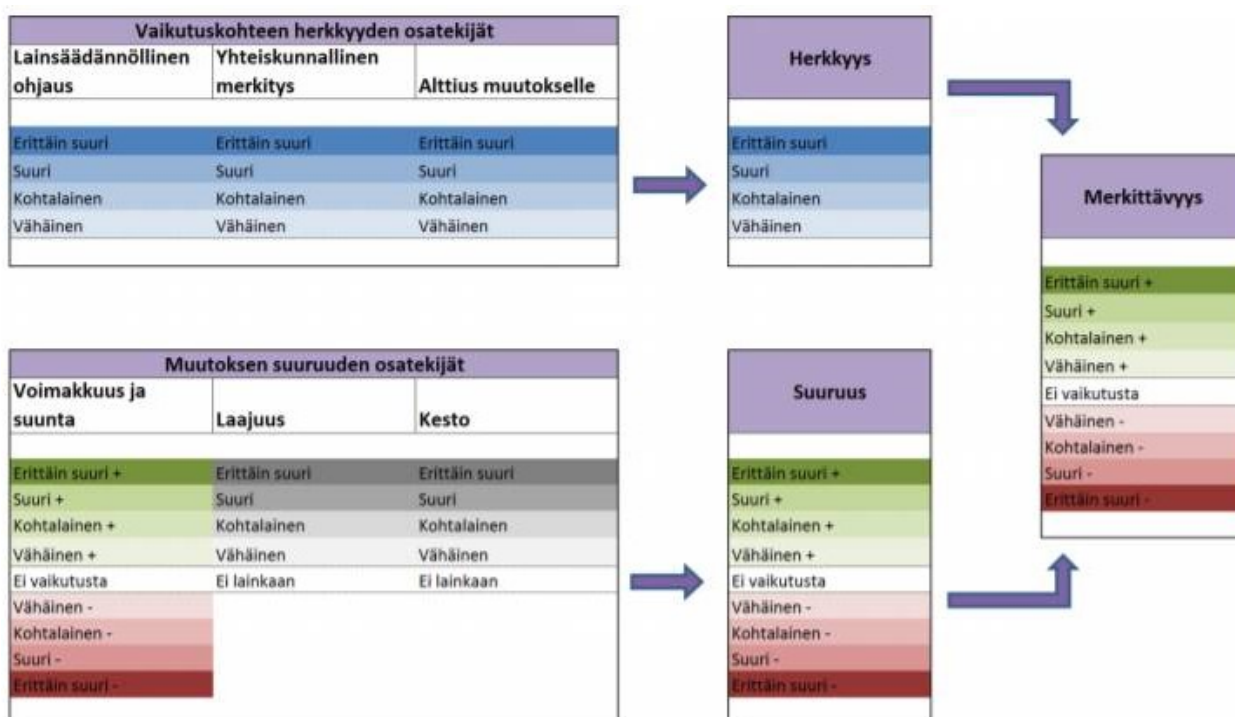 Vaikutuskohteen herkkyyden osatekijät
Lainsäädännöllinen ohjaus
Yhteiskunnallinen merkitys
Alttius muutokselle
Erittäin suuri Erittäin suuri Erittäin suuri
Suuri Suuri Suuri
Kohtalainen Kohtalainen Kohtalainen
Vähäinen Vähäinen Vähäinen
Herkkyys
Erittäin suuri
Suuri
Kohtalainen
Vähäinen
Muutoksen suuruuden osatekijät
Voimakkuus ja suunta
Laajuus
Kesto
Erittäin suuri + Erittäin suuri Erittäin suuri
Suuri + Suuri Suuri
Kohtalainen + Kohtalainen Kohtalainen
Vähäinen + Vähäinen Vähäinen
Ei vaikutusta Ei lainkaan Ei lainkaan
Vähäinen -
Kohtalainen -
Suuri -
Erittäin suuri -
Suuruus
Erittäin suuri +
Suuri +
Kohtalainen +
Vähäinen +
Ei vaikutusta
Vähäinen -
Kohtalainen -
Suuri -
Erittäin suuri -
Merkittävyys
Erittäin suuri +
Suuri +
Kohtalainen +
Vähäinen +
Ei vaikutusta
Vähäinen -
Kohtalainen -
Suuri -
Erittäin suuri -